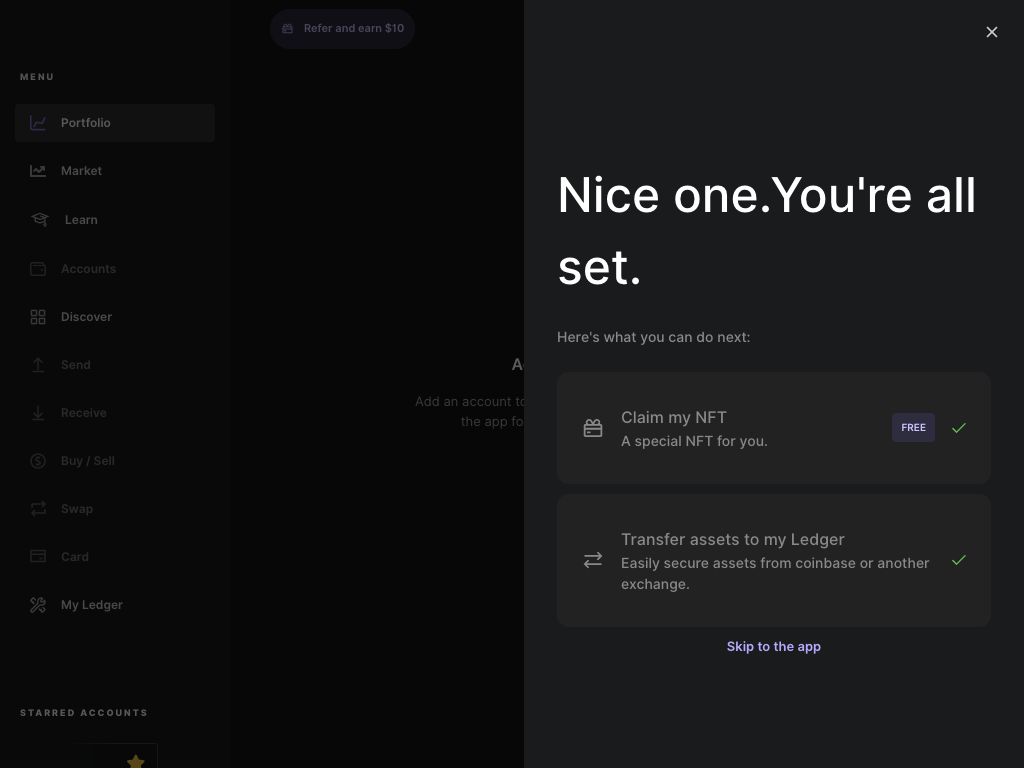 Refer and earn $10
MENU
Portfolio
Market
Learn
Accounts
Discover
Send
Receive
Buy / Sell
Swap
Card
My Ledger
STARRED ACCOUNTS
Add an account to
the app fo
Nice one.You're all
set.
Here's what you can do next:
Claim my NFT
A special NFT for you.
FREE
Transfer assets to my Ledger
Easily secure assets from coinbase or another
exchange.
Skip to the app